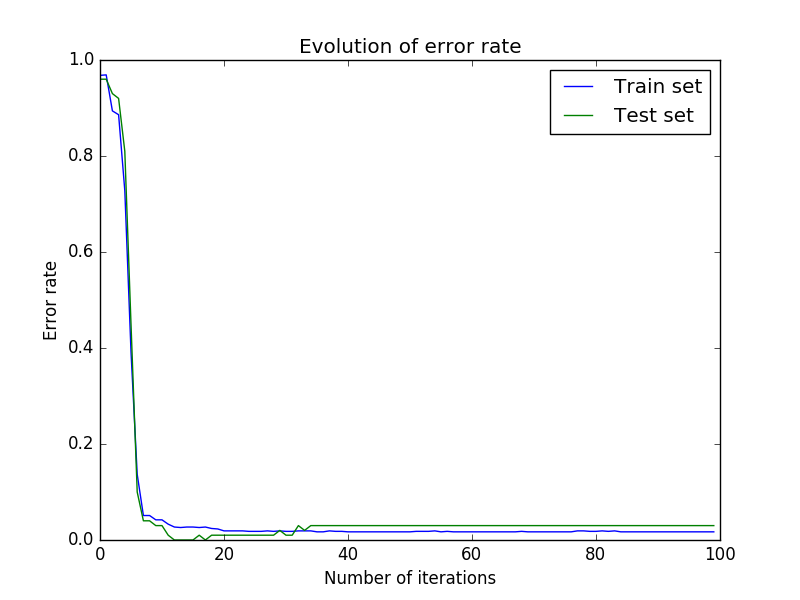 Evolution of error rate
1.0
0.8
0.6
0.4
0.2
0.0
Error rate
Train set
Test set
0 20 40 60 80 100
Number of iterations